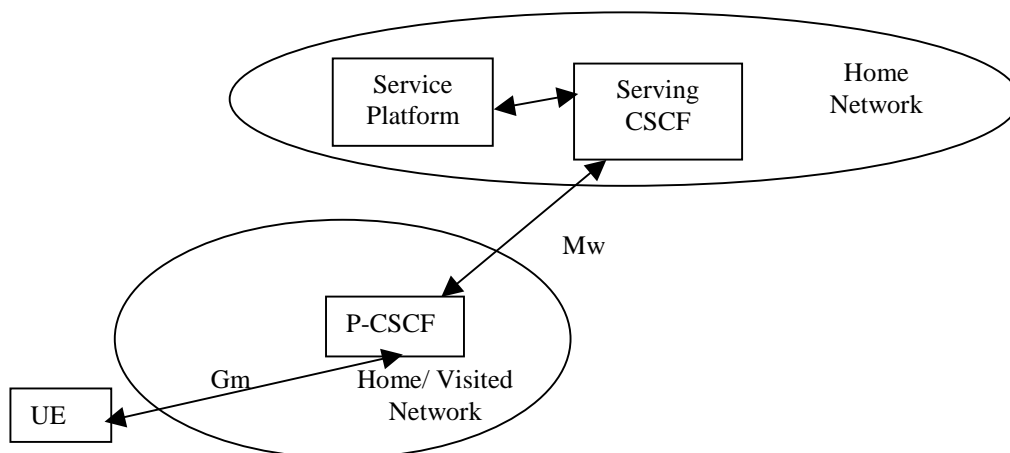 Service
Platform
Serving
CSCF
Home
Network
Mw
P-CSCF
Gm
Home/ Visited
Network
UE